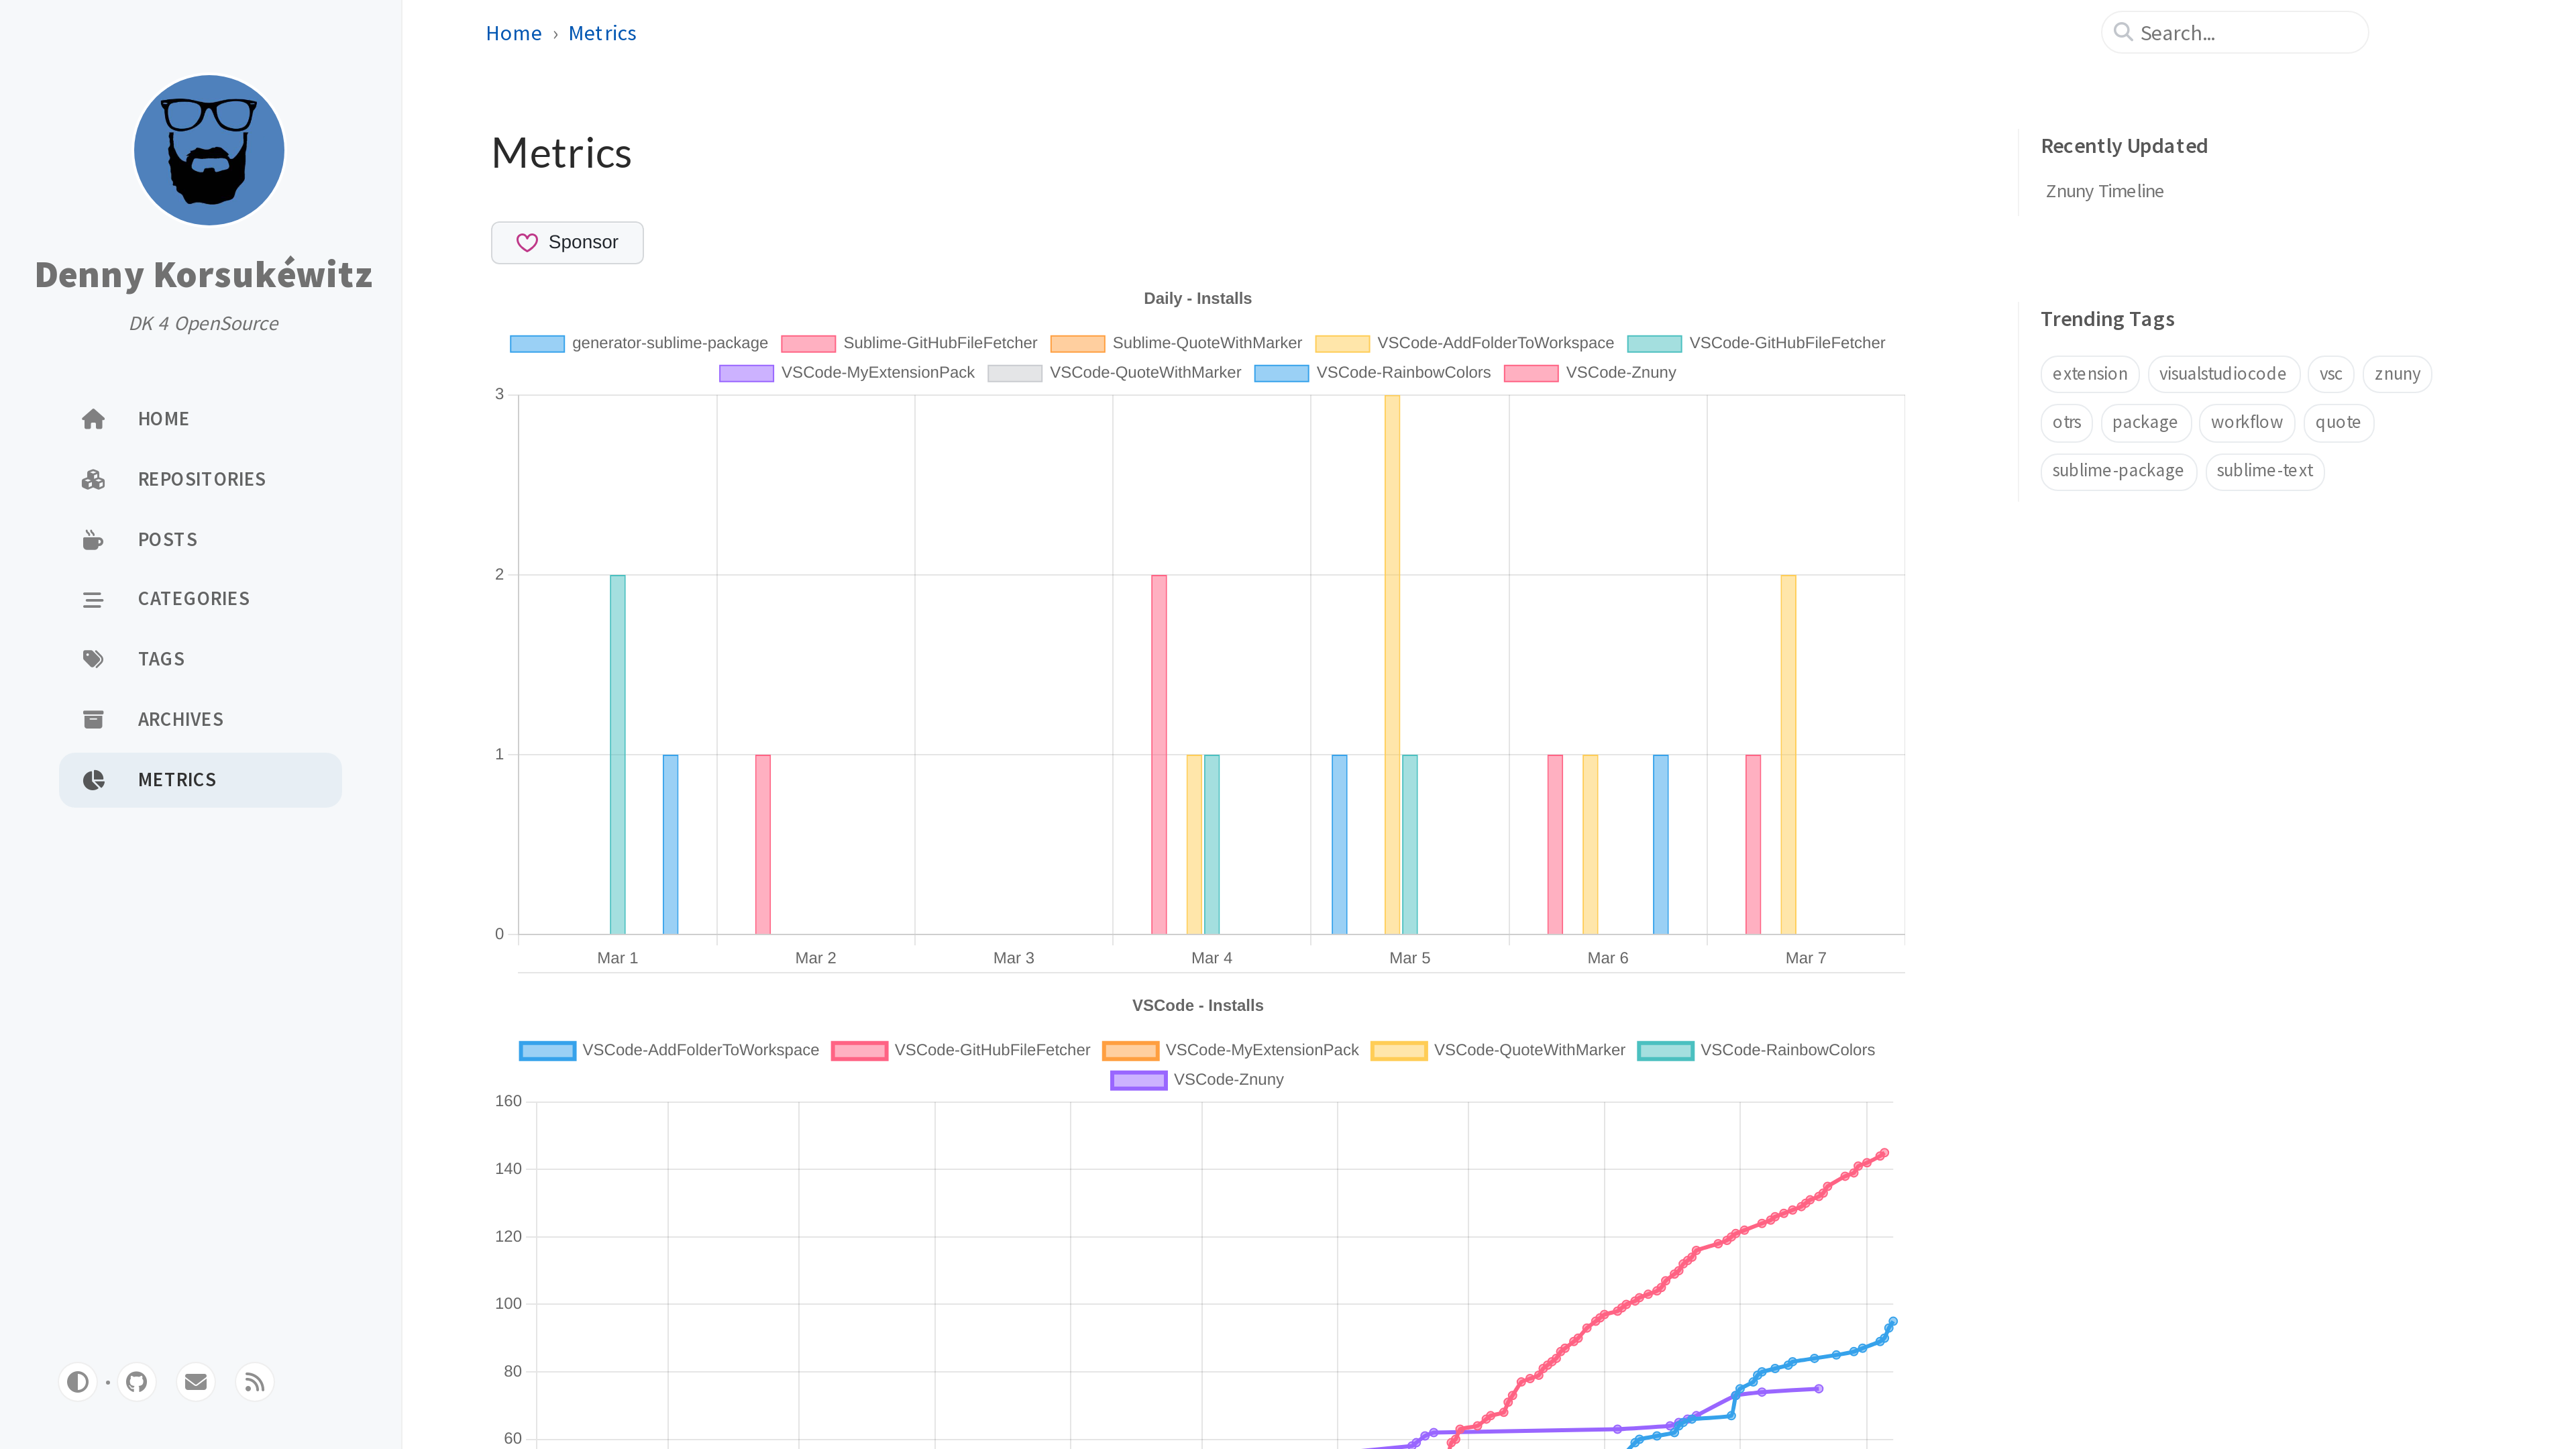 Denny Korsukéwitz
DK 4 OpenSource
HOME
REPOSITORIES
POSTS
CATEGORIES
TAGS
ARCHIVES
METRICS
Home › Metrics
Search...
Metrics
Sponsor
Daily - Installs
generator-sublime-package Sublime-GitHubFileFetcher Sublime-QuoteWithMarker VSCode-AddFolderToWorkspace VSCode-GitHubFileFetcher
VSCode-MyExtensionPack VSCode-QuoteWithMarker VSCode-RainbowColors VSCode-Znuny
3
2
1
0
Mar 1 Mar 2 Mar 3 Mar 4 Mar 5 Mar 6 Mar 7
VSCode - Installs
VSCode-AddFolderToWorkspace VSCode-GitHubFileFetcher VSCode-MyExtensionPack VSCode-QuoteWithMarker VSCode-RainbowColors
VSCode-Znuny
160
140
120
100
80
60
Recently Updated
Znuny Timeline
Trending Tags
extension visualstudiocode vsc znuny
otrs package workflow quote
sublime-package sublime-text